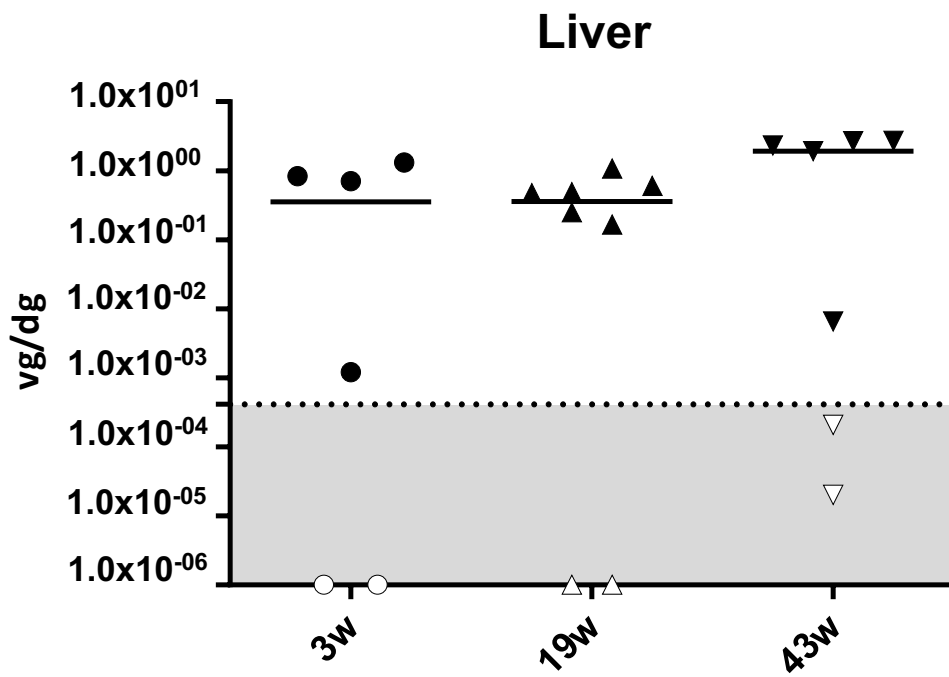 Liver
1.0x10⁰¹
1.0x10⁰⁰
1.0x10⁻⁰¹
1.0x10⁻⁰²
1.0x10⁻⁰³
1.0x10⁻⁰⁴
1.0x10⁻⁰⁵
1.0x10⁻⁰⁶
vg/dg
3w
19w
43w